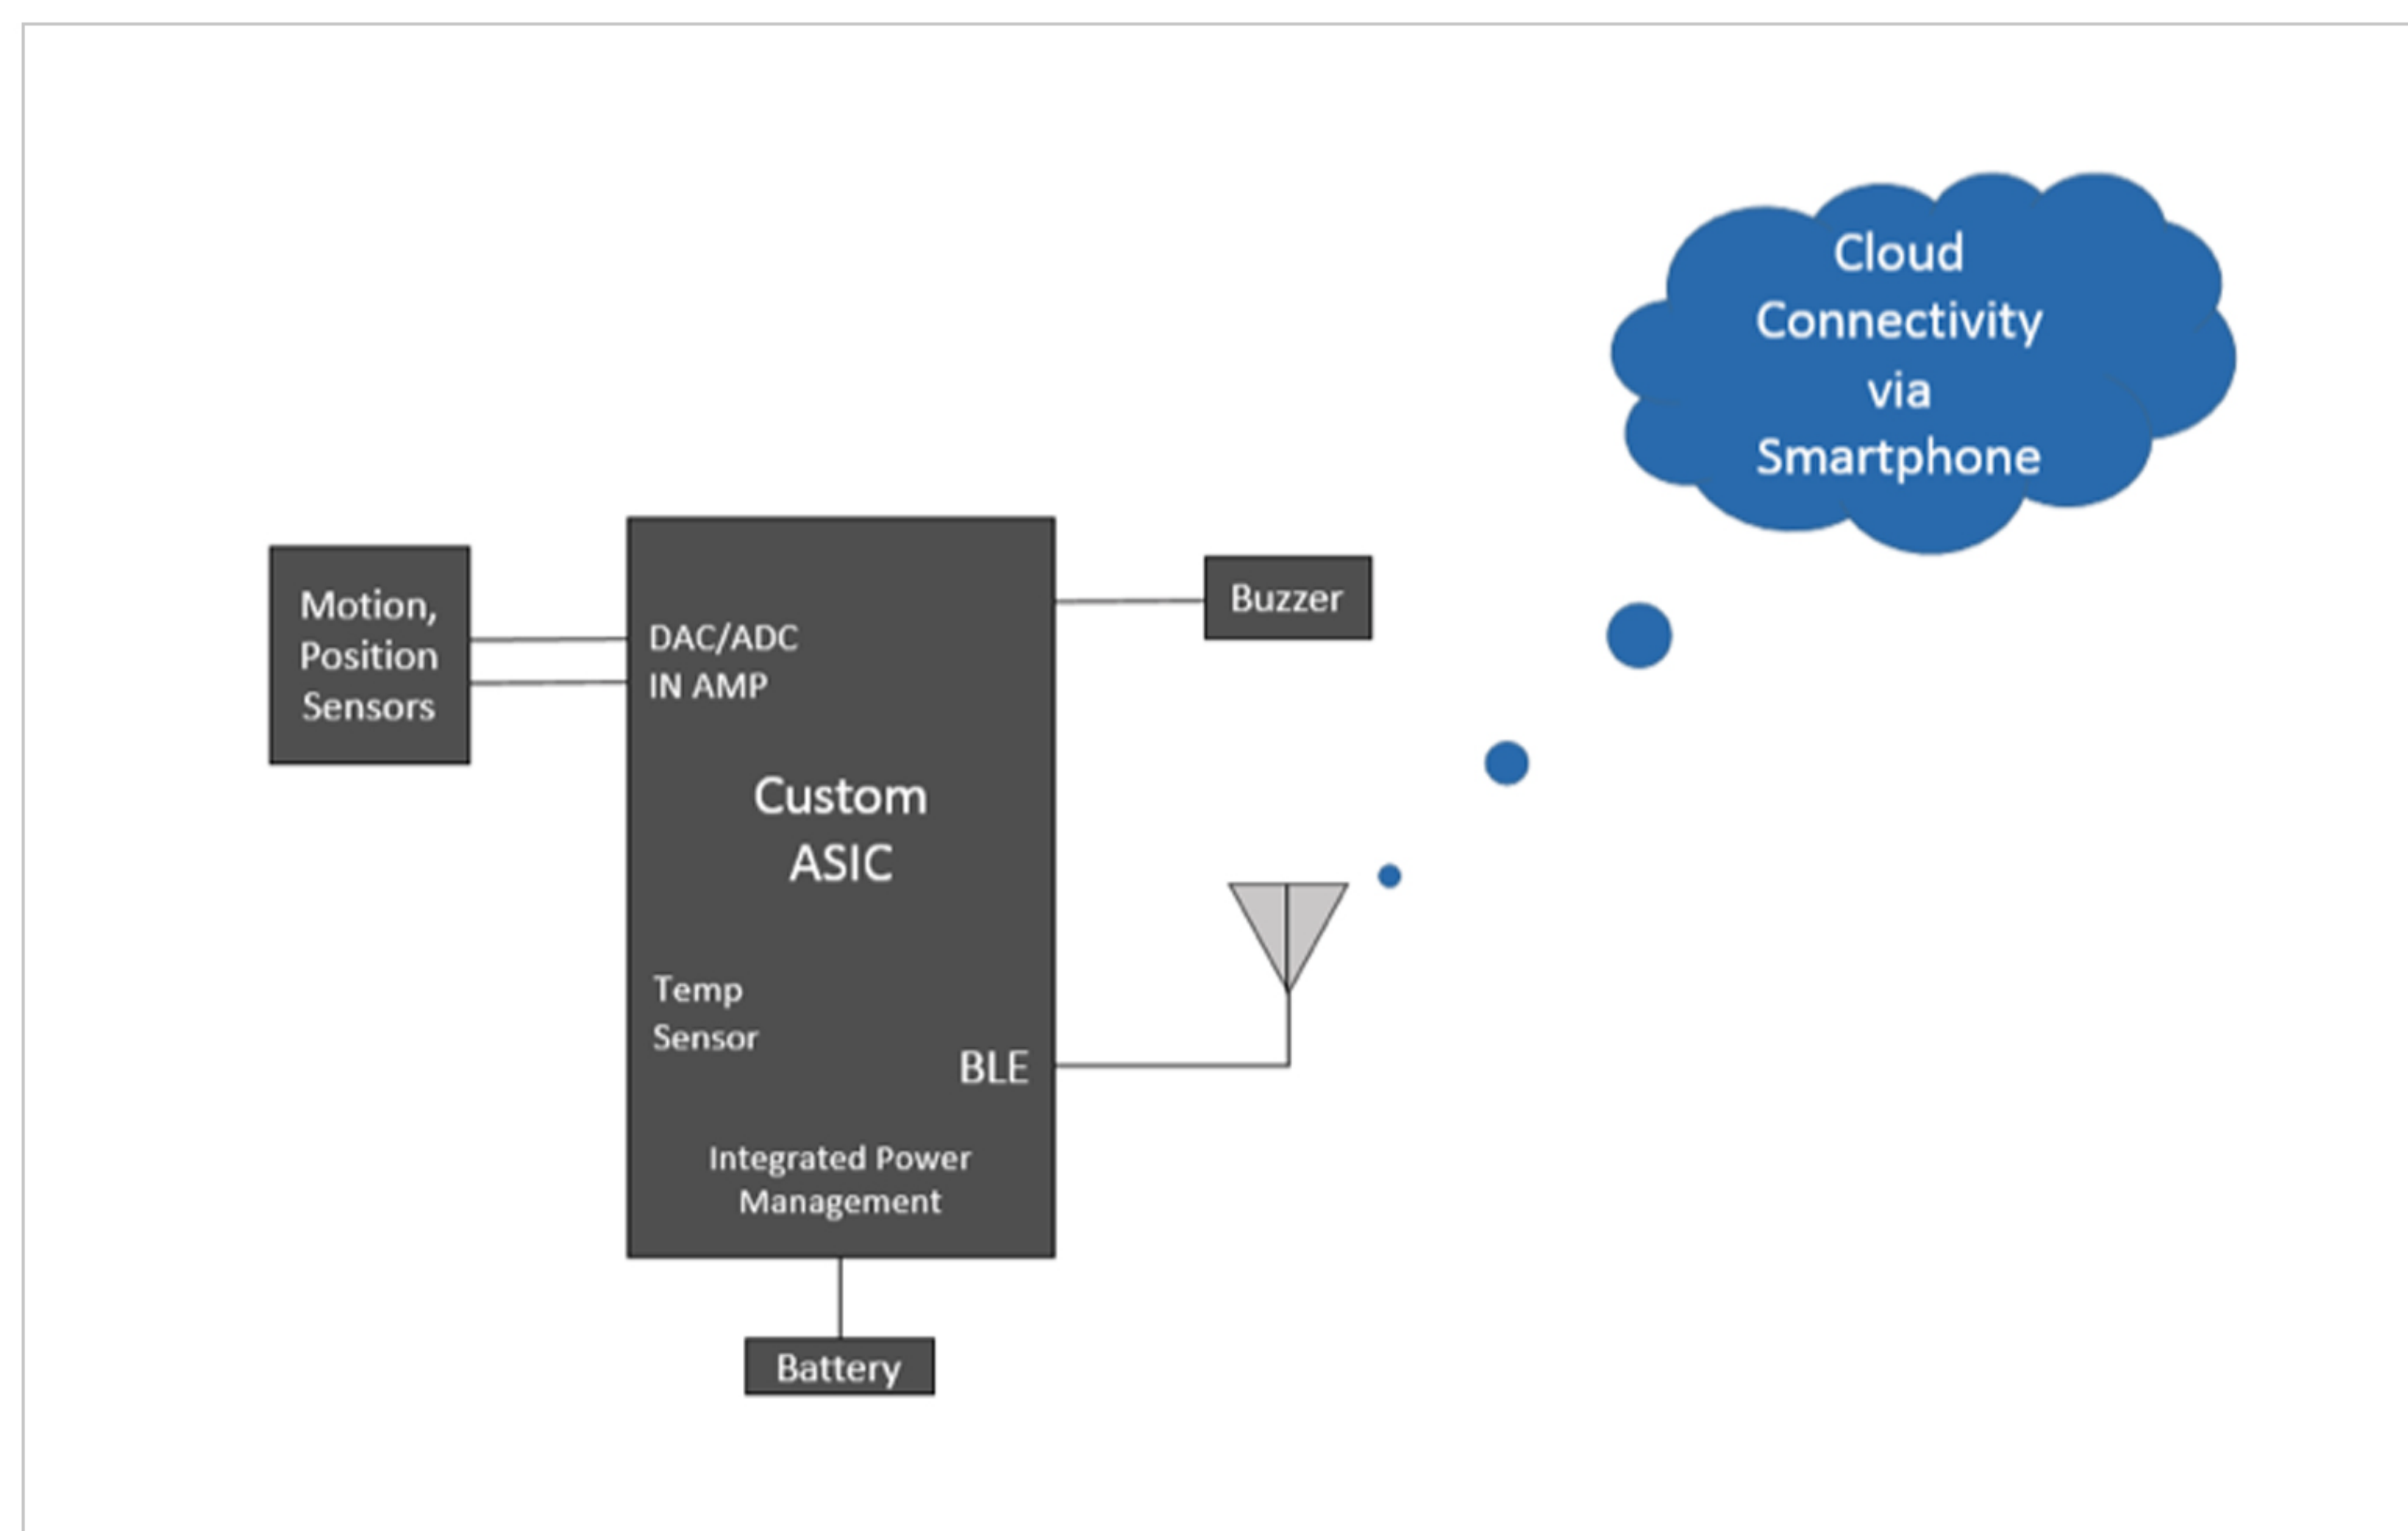 Cloud
Connectivity
via
Smartphone
Motion,
Position
Sensors
DAC/ADC
IN AMP
Custom
ASIC
Temp
Sensor
BLE
Integrated Power
Management
Buzzer
Battery